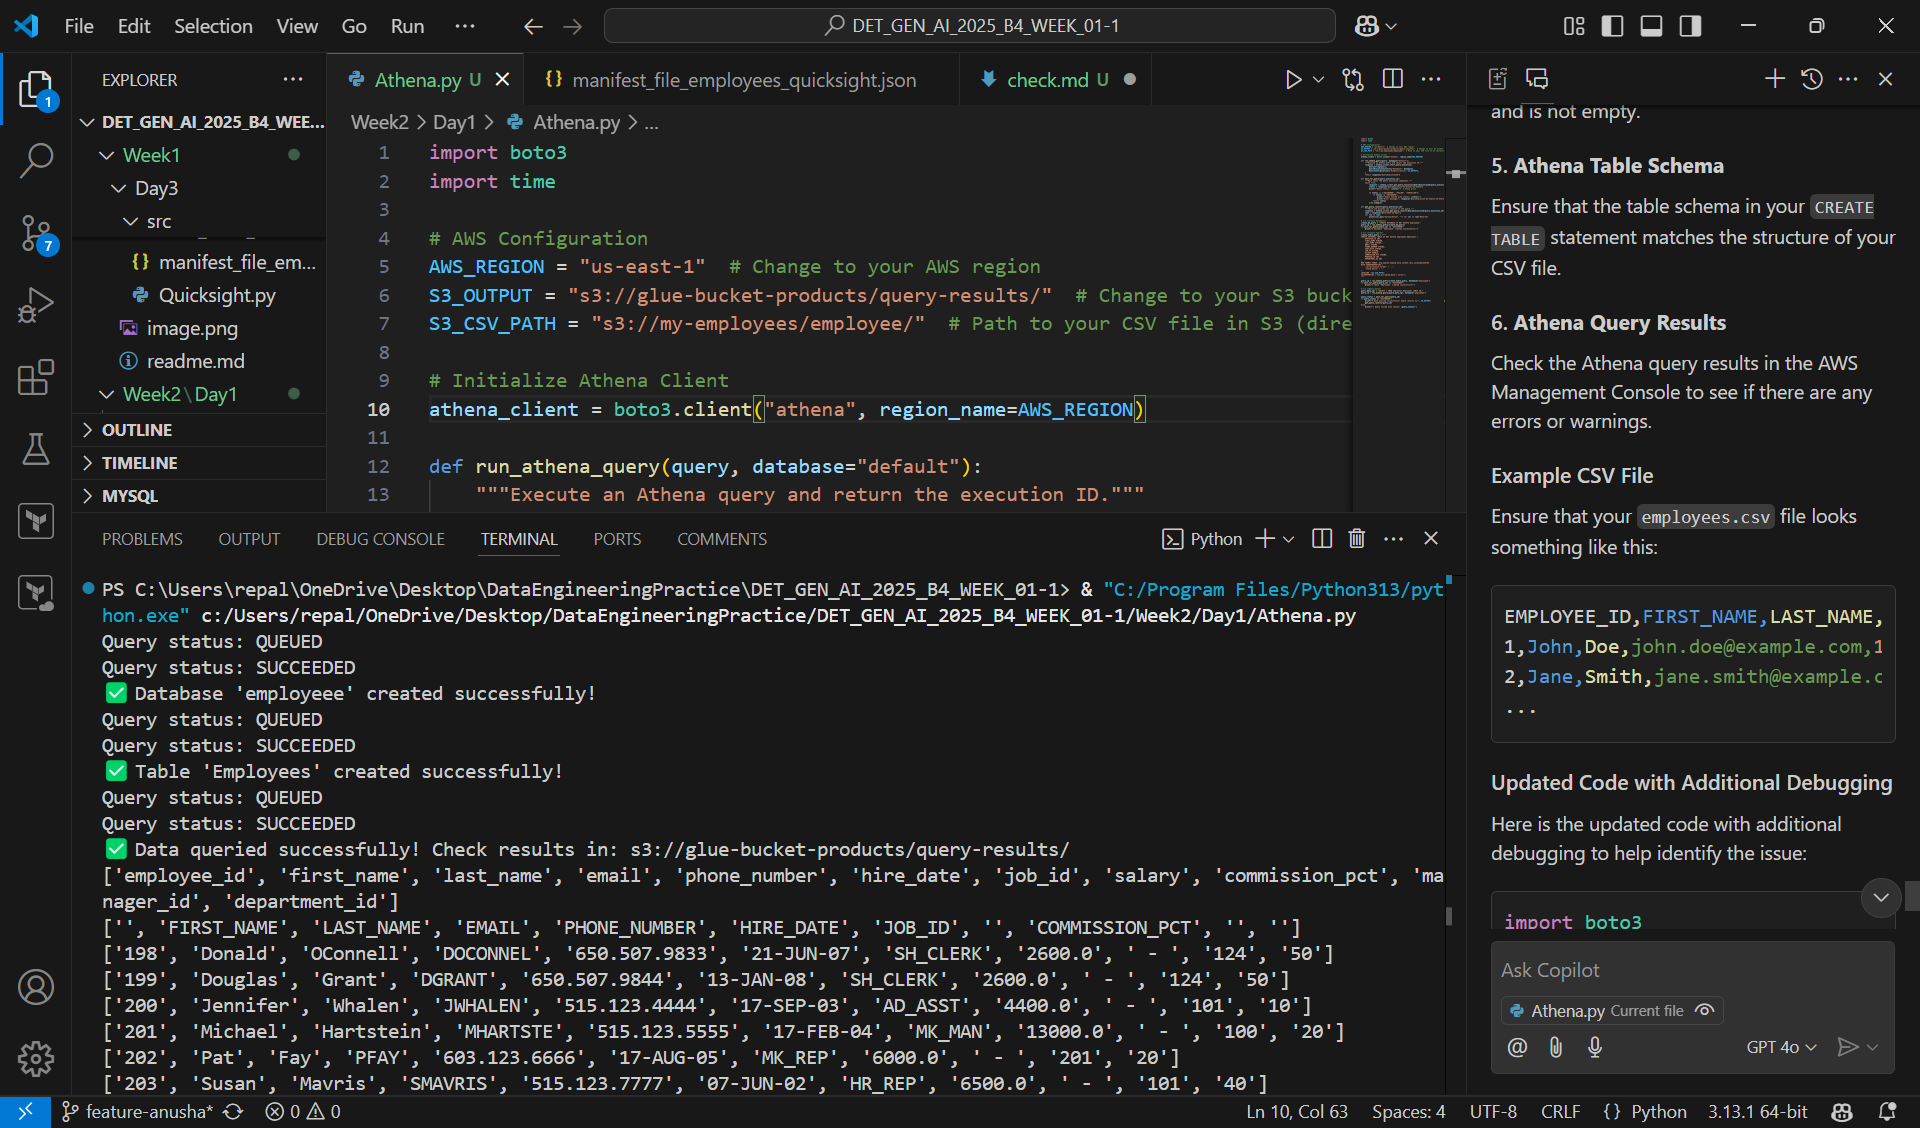 File Edit Selection View Go Run ···
DET_GEN_AI_2025_B4_WEEK_01-1
EXPLORER
DET_GEN_AI_2025_B4_WEE...
Week1
Day3
src
manifest_file_em...
Quicksight.py
image.png
readme.md
Week2\Day1
OUTLINE
TIMELINE
MYSQL
1
7
Athena.py U
manifest_file_employees_quicksight.json
check.md U
Week2 > Day1 > Athena.py > ...
1 import boto3
2 import time
3
4 # AWS Configuration
5 AWS_REGION = "us-east-1"  # Change to your AWS region
6 S3_OUTPUT = "s3://glue-bucket-products/query-results/"  # Change to your S3 buck
7 S3_CSV_PATH = "s3://my-employees/employee/"  # Path to your CSV file in S3 (dire
8
9 # Initialize Athena Client
10 athena_client = boto3.client("athena", region_name=AWS_REGION)
11
12 def run_athena_query(query, database="default"):
13     """Execute an Athena query and return the execution ID."""
PROBLEMS OUTPUT DEBUG CONSOLE TERMINAL PORTS COMMENTS
Python
PS C:\Users\repal\OneDrive\Desktop\DataEngineeringPractice\DET_GEN_AI_2025_B4_WEEK_01-1> & "C:/Program Files/Python313/pyt
hon.exe" c:/Users/repal/OneDrive/Desktop/DataEngineeringPractice/DET_GEN_AI_2025_B4_WEEK_01-1/Week2/Day1/Athena.py
Query status: QUEUED
Query status: SUCCEEDED
✅ Database 'employeee' created successfully!
Query status: QUEUED
Query status: SUCCEEDED
✅ Table 'Employees' created successfully!
Query status: QUEUED
Query status: SUCCEEDED
✅ Data queried successfully! Check results in: s3://glue-bucket-products/query-results/
['employee_id', 'first_name', 'last_name', 'email', 'phone_number', 'hire_date', 'job_id', 'salary', 'commission_pct', 'ma
nager_id', 'department_id']
['', 'FIRST_NAME', 'LAST_NAME', 'EMAIL', 'PHONE_NUMBER', 'HIRE_DATE', 'JOB_ID', '', 'COMMISSION_PCT', '', '']
['198', 'Donald', 'OConnell', 'DOCONNEL', '650.507.9833', '21-JUN-07', 'SH_CLERK', '2600.0', ' - ', '124', '50']
['199', 'Douglas', 'Grant', 'DGRANT', '650.507.9844', '13-JAN-08', 'SH_CLERK', '2600.0', ' - ', '124', '50']
['200', 'Jennifer', 'Whalen', 'JWHALEN', '515.123.4444', '17-SEP-03', 'AD_ASST', '4400.0', ' - ', '101', '10']
['201', 'Michael', 'Hartstein', 'MHARTSTE', '515.123.5555', '17-FEB-04', 'MK_MAN', '13000.0', ' - ', '100', '20']
['202', 'Pat', 'Fay', 'PFAY', '603.123.6666', '17-AUG-05', 'MK_REP', '6000.0', ' - ', '201', '20']
['203', 'Susan', 'Mavris', 'SMAVRIS', '515.123.7777', '07-JUN-02', 'HR_REP', '6500.0', ' - ', '101', '40']
and is not empty.
5. Athena Table Schema
Ensure that the table schema in your CREATE
TABLE statement matches the structure of your
CSV file.
6. Athena Query Results
Check the Athena query results in the AWS
Management Console to see if there are any
errors or warnings.
Example CSV File
Ensure that your employees.csv file looks
something like this:
EMPLOYEE_ID,FIRST_NAME,LAST_NAME,
1,John,Doe,john.doe@example.com,1
2,Jane,Smith,jane.smith@example.c
...
Updated Code with Additional Debugging
Here is the updated code with additional
debugging to help identify the issue:
import boto3
Ask Copilot
Athena.py Current file
GPT 4o
feature-anusha* 0 0
Ln 10, Col 63 Spaces: 4 UTF-8 CRLF {} Python 3.13.1 64-bit